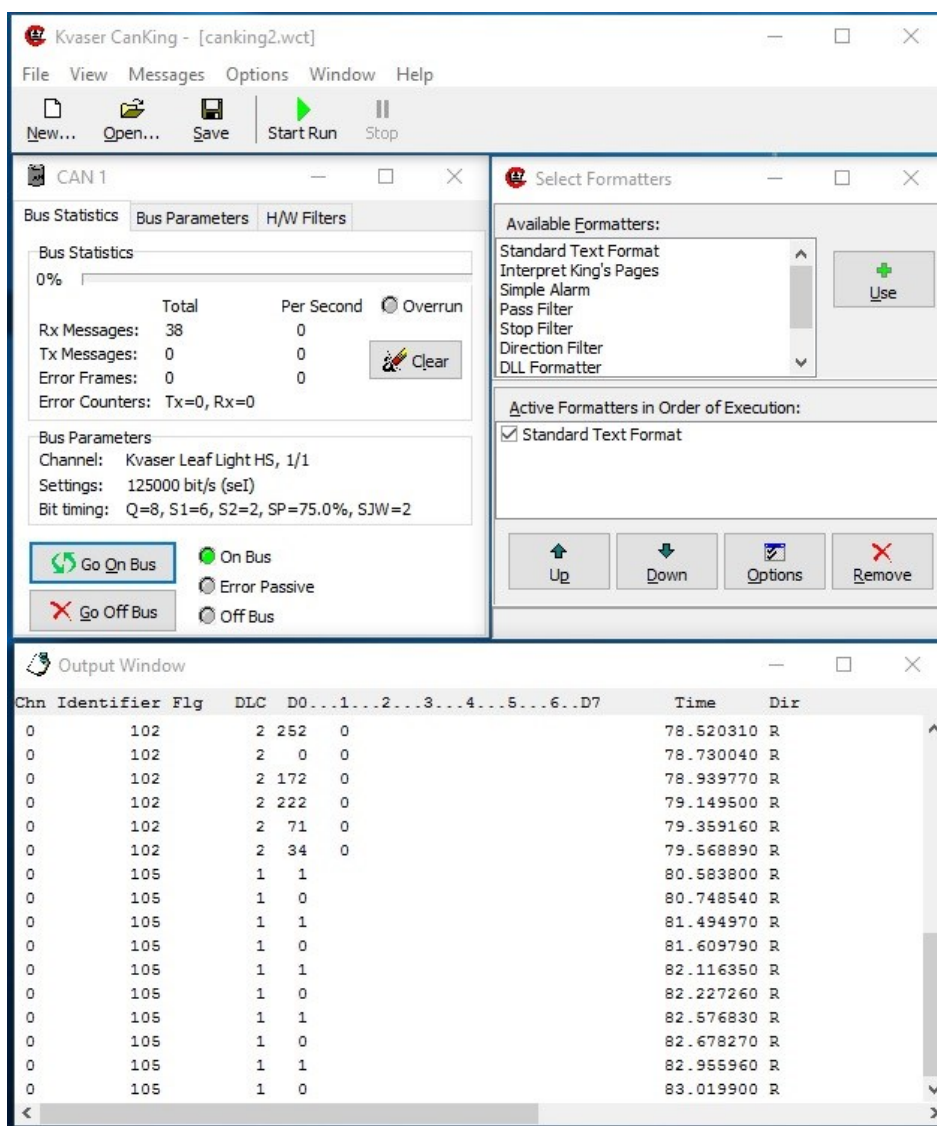 Kvaser CanKing - [canking2.wct]
File View Messages Options Window Help
New... Open... Save Start Run Stop
CAN 1
Bus Statistics Bus Parameters H/W Filters
Bus Statistics
0%
Total Per Second Overrun
Rx Messages: 38 0
Tx Messages: 0 0
Clear
Error Frames: 0 0
Error Counters: Tx=0, Rx=0
Bus Parameters
Channel: Kvaser Leaf Light HS, 1/1
Settings: 125000 bit/s (seI)
Bit timing: Q=8, S1=6, S2=2, SP=75.0%, SJW=2
Go On Bus
On Bus
Error Passive
Go Off Bus
Off Bus
Select Formatters
Available Formatters:
Standard Text Format
Interpret King's Pages
Simple Alarm
Pass Filter
Stop Filter
Direction Filter
DLL Formatter
Use
Active Formatters in Order of Execution:
Standard Text Format
Up Down Options Remove
Output Window
Chn Identifier Flg DLC D0...1...2...3...4...5...6..D7 Time Dir
0 102 2 252 0 78.520310 R
0 102 2 0 0 78.730040 R
0 102 2 172 0 78.939770 R
0 102 2 222 0 79.149500 R
0 102 2 71 0 79.359160 R
0 102 2 34 0 79.568890 R
0 105 1 1 80.583800 R
0 105 1 0 80.748540 R
0 105 1 1 81.494970 R
0 105 1 0 81.609790 R
0 105 1 1 82.116350 R
0 105 1 0 82.227260 R
0 105 1 1 82.576830 R
0 105 1 0 82.678270 R
0 105 1 1 82.955960 R
0 105 1 0 83.019900 R